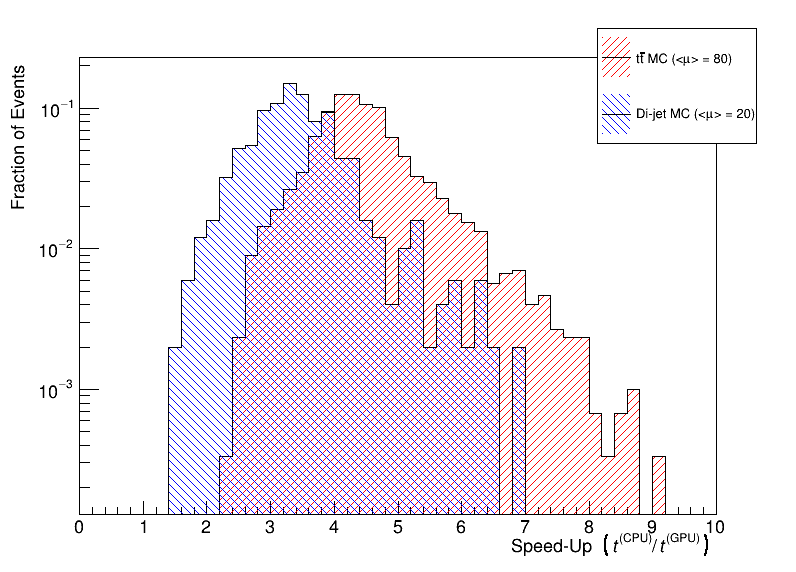 tt̄ MC (<μ> = 80)
Di-jet MC (<μ> = 20)
Fraction of Events
10⁻¹
10⁻²
10⁻³
0 1 2 3 4 5 6 7 8 9 10
Speed-Up (t⁽ᶜᴾᵁ⁾/t⁽ᴳᴾᵁ⁾)